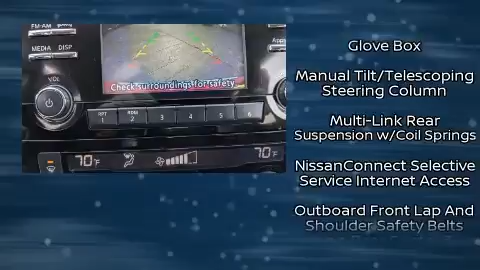 FM·AM
MEDIA DISP
VOL
Check surroundings for safety
RPT 1
RDM 2
3
4
5
6
70°F
70°F
Glove Box
Manual Tilt/Telescoping
Steering Column
Multi-Link Rear
Suspension w/Coil Springs
NissanConnect Selective
Service Internet Access
Outboard Front Lap And
Shoulder Safety Belts